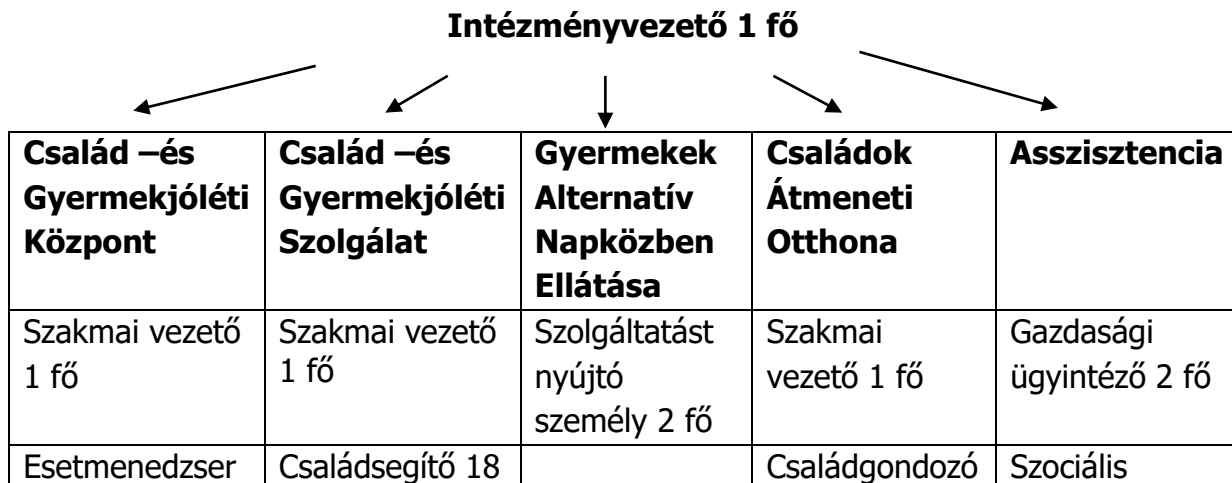 Intézményvezető 1 fő
Család –és
Gyermekjóléti
Központ
Család –és
Gyermekjóléti
Szolgálat
Gyermekek
Alternatív
Napközben
Ellátása
Családok
Átmeneti
Otthona
Asszisztencia
Szakmai vezető
1 fő
Szakmai vezető
1 fő
Szolgáltatást
nyújtó
személy 2 fő
Szakmai
vezető 1 fő
Gazdasági
ügyintéző 2 fő
Esetmenedzser
Családsegítő 18
Családgondozó
Szociális